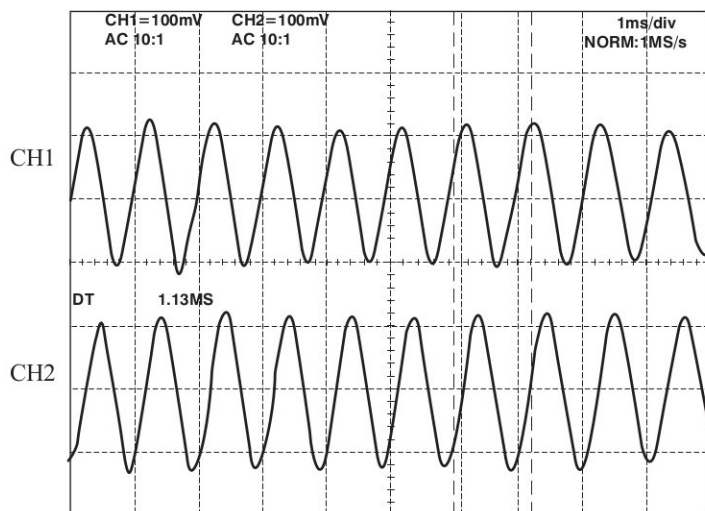 CH1=100mV CH2=100mV 1ms/div
AC 10:1 AC 10:1 NORM:1MS/s
CH1
DT 1.13MS
CH2